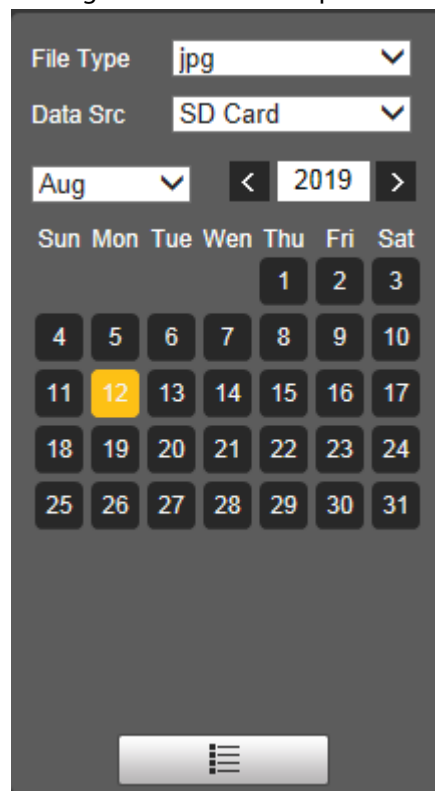 File Type jpg
Data Src SD Card
Aug 2019
Sun Mon Tue Wen Thu Fri Sat
1 2 3
4 5 6 7 8 9 10
11 12 13 14 15 16 17
18 19 20 21 22 23 24
25 26 27 28 29 30 31